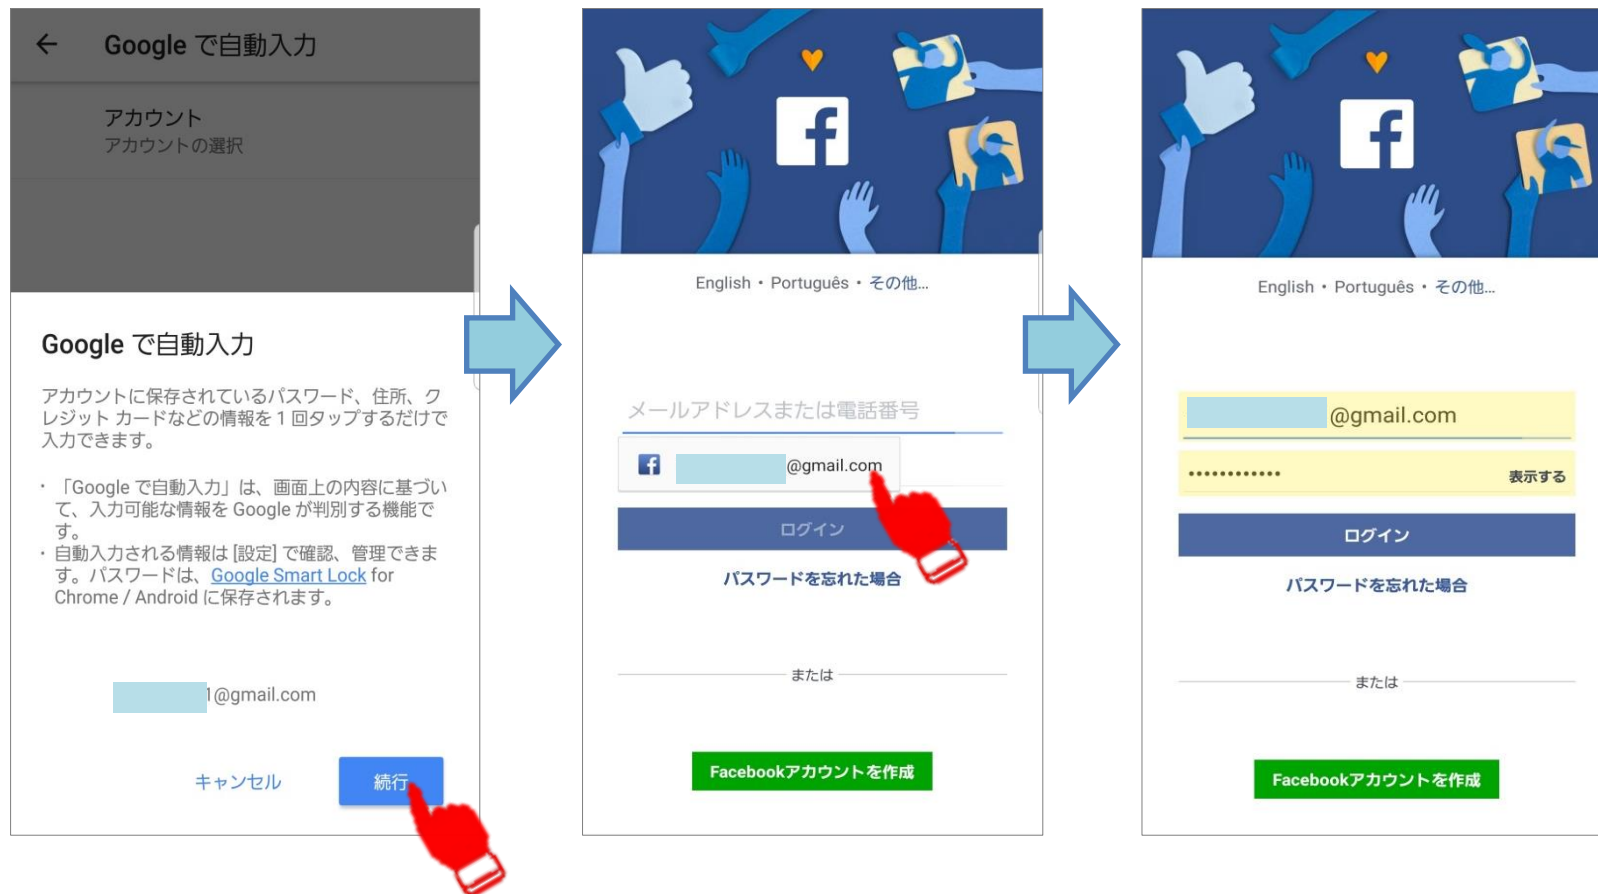 Google で自動入力
アカウント
アカウントの選択
Google で自動入力
アカウントに保存されているパスワード、住所、ク
レジット カードなどの情報を 1 回タップするだけで
入力できます。
・「Google で自動入力」は、画面上の内容に基づい
て、入力可能な情報を Google が判別する機能で
す。
・自動入力される情報は [設定] で確認、管理できま
す。パスワードは、Google Smart Lock for
Chrome / Android に保存されます。
1@gmail.com
キャンセル
続行
f
English・Português・その他...
メールアドレスまたは電話番号
f @gmail.com
ログイン
パスワードを忘れた場合
または
Facebookアカウントを作成
f
English・Português・その他...
@gmail.com
•••••••••••• 表示する
ログイン
パスワードを忘れた場合
または
Facebookアカウントを作成